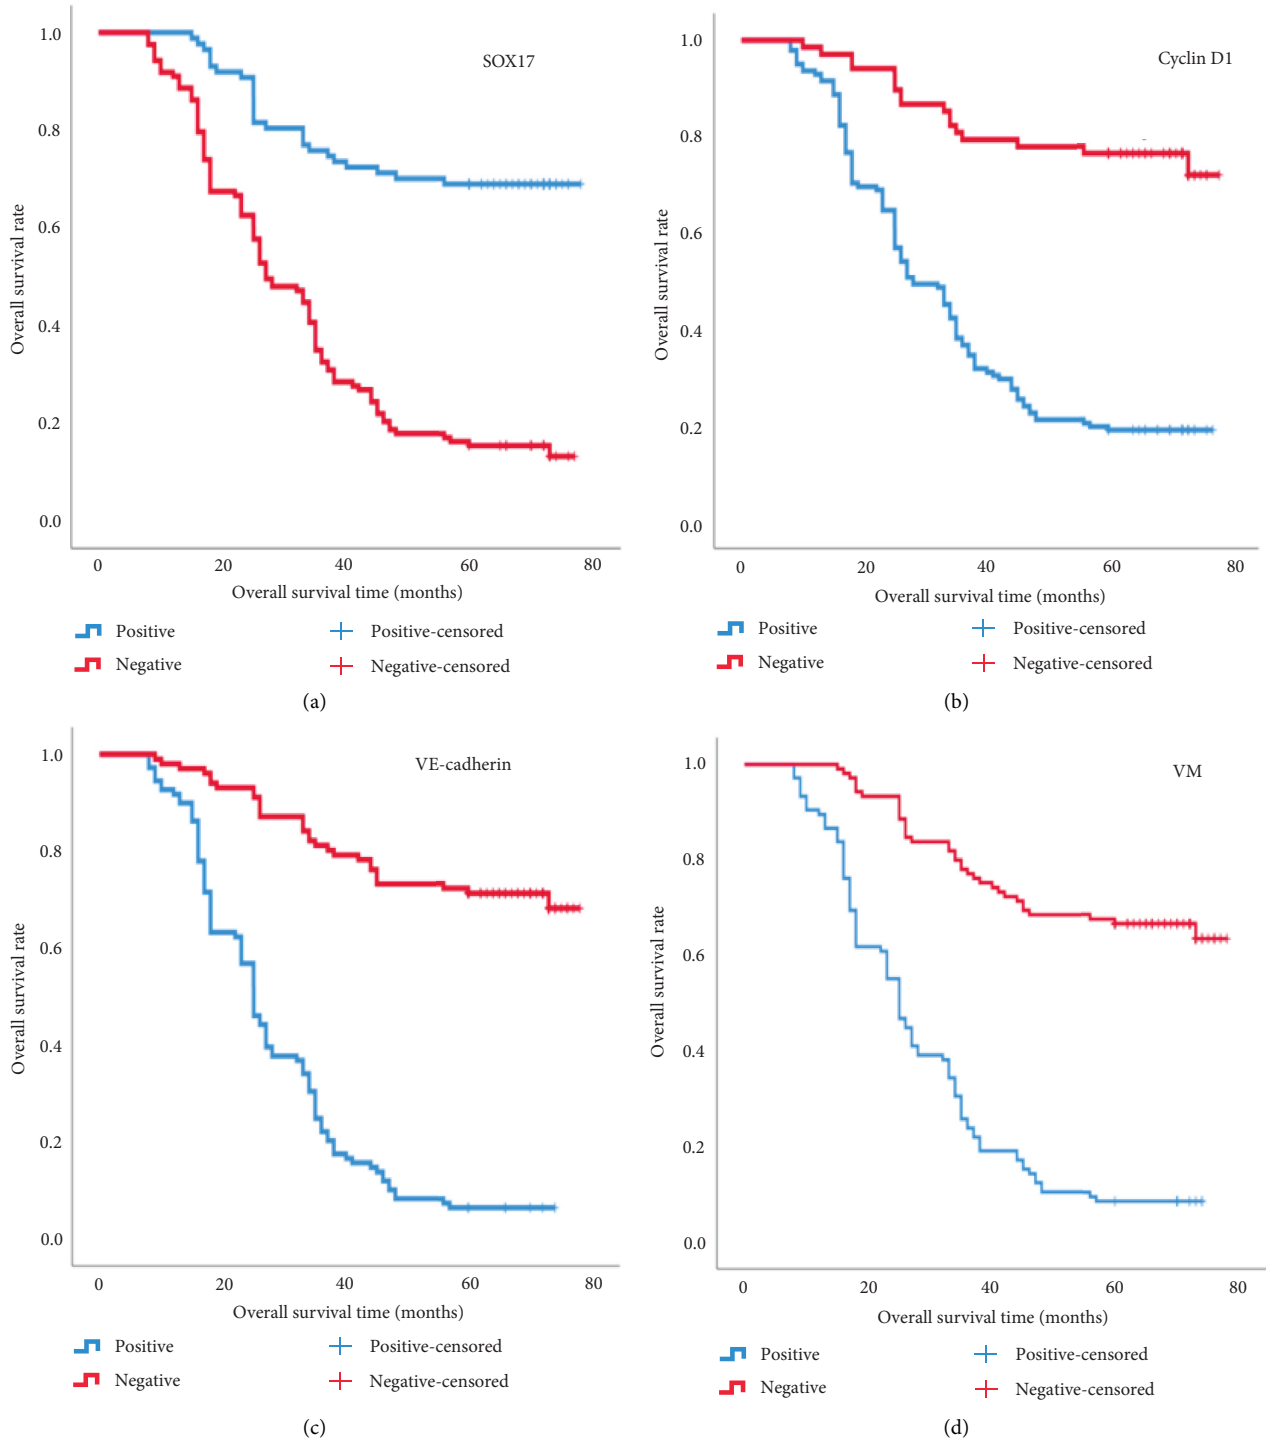 SOX17
Overall survival rate
1.0
0.8
0.6
0.4
0.2
0.0
0 20 40 60 80
Overall survival time (months)
Positive Positive-censored
Negative Negative-censored
(a)
Cyclin D1
Overall survival rate
1.0
0.8
0.6
0.4
0.2
0.0
0 20 40 60 80
Overall survival time (months)
Positive Positive-censored
Negative Negative-censored
(b)
VE-cadherin
Overall survival rate
1.0
0.8
0.6
0.4
0.2
0.0
0 20 40 60 80
Overall survival time (months)
Positive Positive-censored
Negative Negative-censored
(c)
VM
Overall survival rate
1.0
0.8
0.6
0.4
0.2
0.0
0 20 40 60 80
Overall survival time (months)
Positive Positive-censored
Negative Negative-censored
(d)